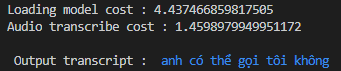 Loading model cost : 4.437466859817505
Audio transcribe cost : 1.4598979949951172
Output transcript :  anh có thể gọi tôi không